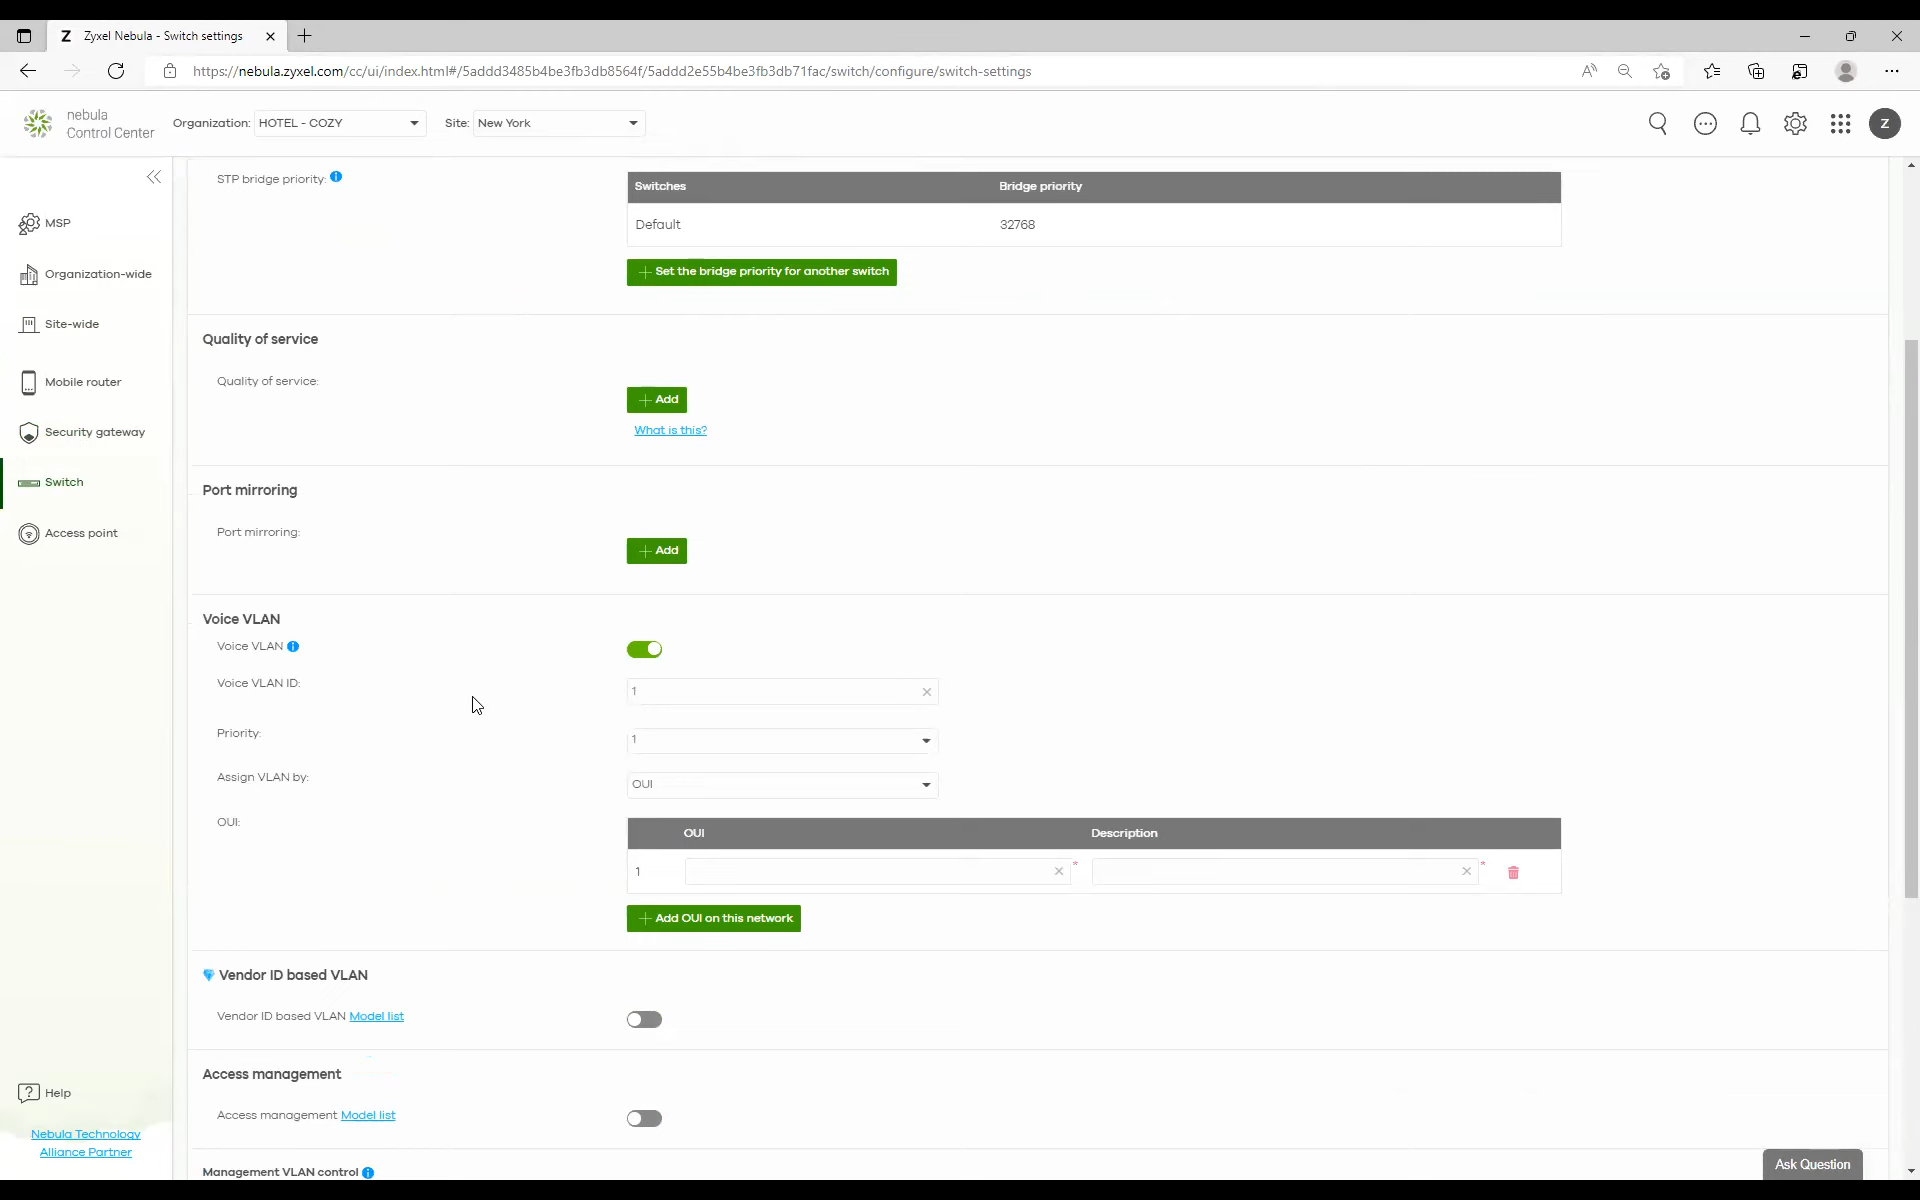 Z Zyxel Nebula - Switch settings
https://nebula.zyxel.com/cc/ui/index.html#/5addd3485b4be3fb3db8564f/5addd2e55b4be3fb3db71fac/switch/configure/switch-settings
nebula
Control Center
Organization: HOTEL - COZY
Site: New York
Z
MSP
Organization-wide
Site-wide
Mobile router
Security gateway
Switch
Access point
Help
Nebula Technology
Alliance Partner
STP bridge priority:
Switches Bridge priority
Default 32768
Set the bridge priority for another switch
Quality of service
Quality of service:
Add
What is this?
Port mirroring
Port mirroring:
Add
Voice VLAN
Voice VLAN
Voice VLAN ID: 1
Priority: 1
Assign VLAN by: OUI
OUI:
OUI Description
1 * *
Add OUI on this network
Vendor ID based VLAN
Vendor ID based VLAN Model list
Access management
Access management Model list
Management VLAN control
Ask Question